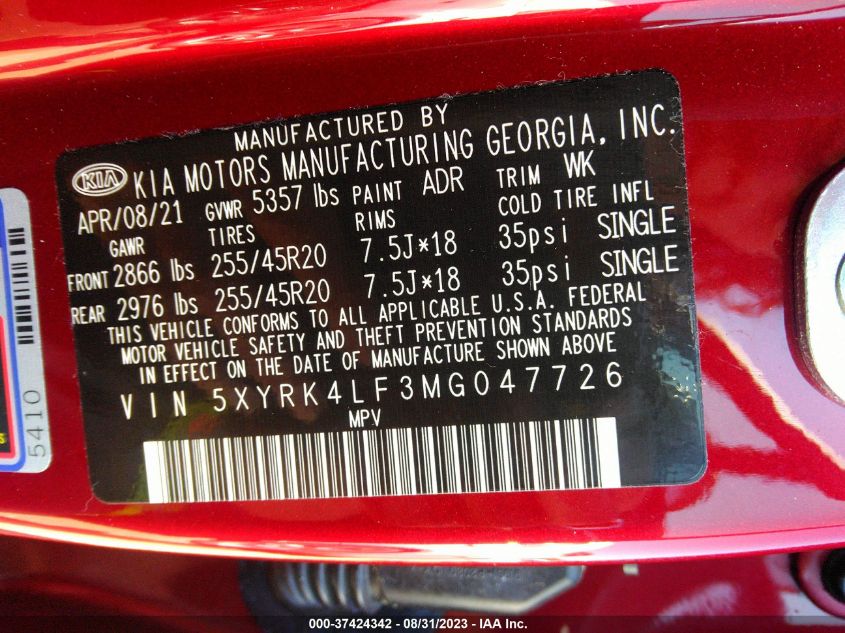 MANUFACTURED BY
KIA KIA MOTORS MANUFACTURING GEORGIA, INC.
APR/08/21 GVWR 5357 lbs PAINT ADR TRIM WK
GAWR TIRES RIMS COLD TIRE INFL
FRONT 2866 lbs 255/45R20 7.5J*18 35psi SINGLE
REAR 2976 lbs 255/45R20 7.5J*18 35psi SINGLE
THIS VEHICLE CONFORMS TO ALL APPLICABLE U.S.A. FEDERAL
MOTOR VEHICLE SAFETY AND THEFT PREVENTION STANDARDS
IN EFFECT ON THE DATE OF MANUFACTURE SHOWN ABOVE
VIN 5XYRK4LF3MG047726
MPV
5410
000-37424342 - 08/31/2023 - IAA Inc.